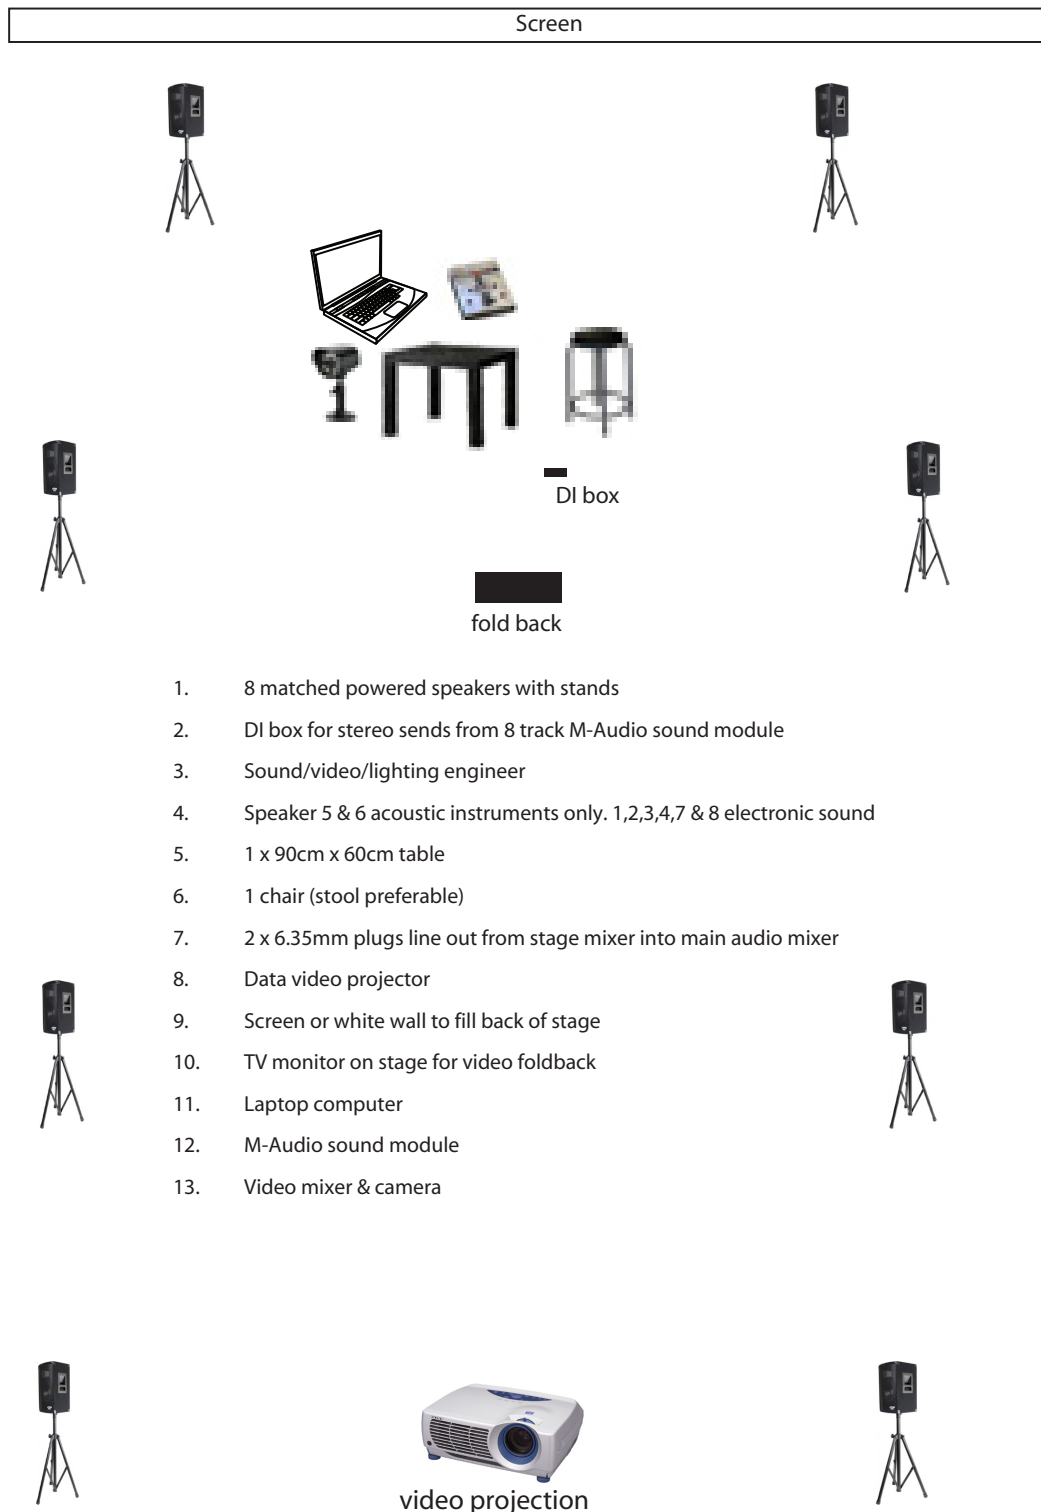 Screen
DI box
fold back
1. 8 matched powered speakers with stands
2. DI box for stereo sends from 8 track M-Audio sound module
3. Sound/video/lighting engineer
4. Speaker 5 & 6 acoustic instruments only. 1,2,3,4,7 & 8 electronic sound
5. 1 x 90cm x 60cm table
6. 1 chair (stool preferable)
7. 2 x 6.35mm plugs line out from stage mixer into main audio mixer
8. Data video projector
9. Screen or white wall to fill back of stage
10. TV monitor on stage for video foldback
11. Laptop computer
12. M-Audio sound module
13. Video mixer & camera
video projection